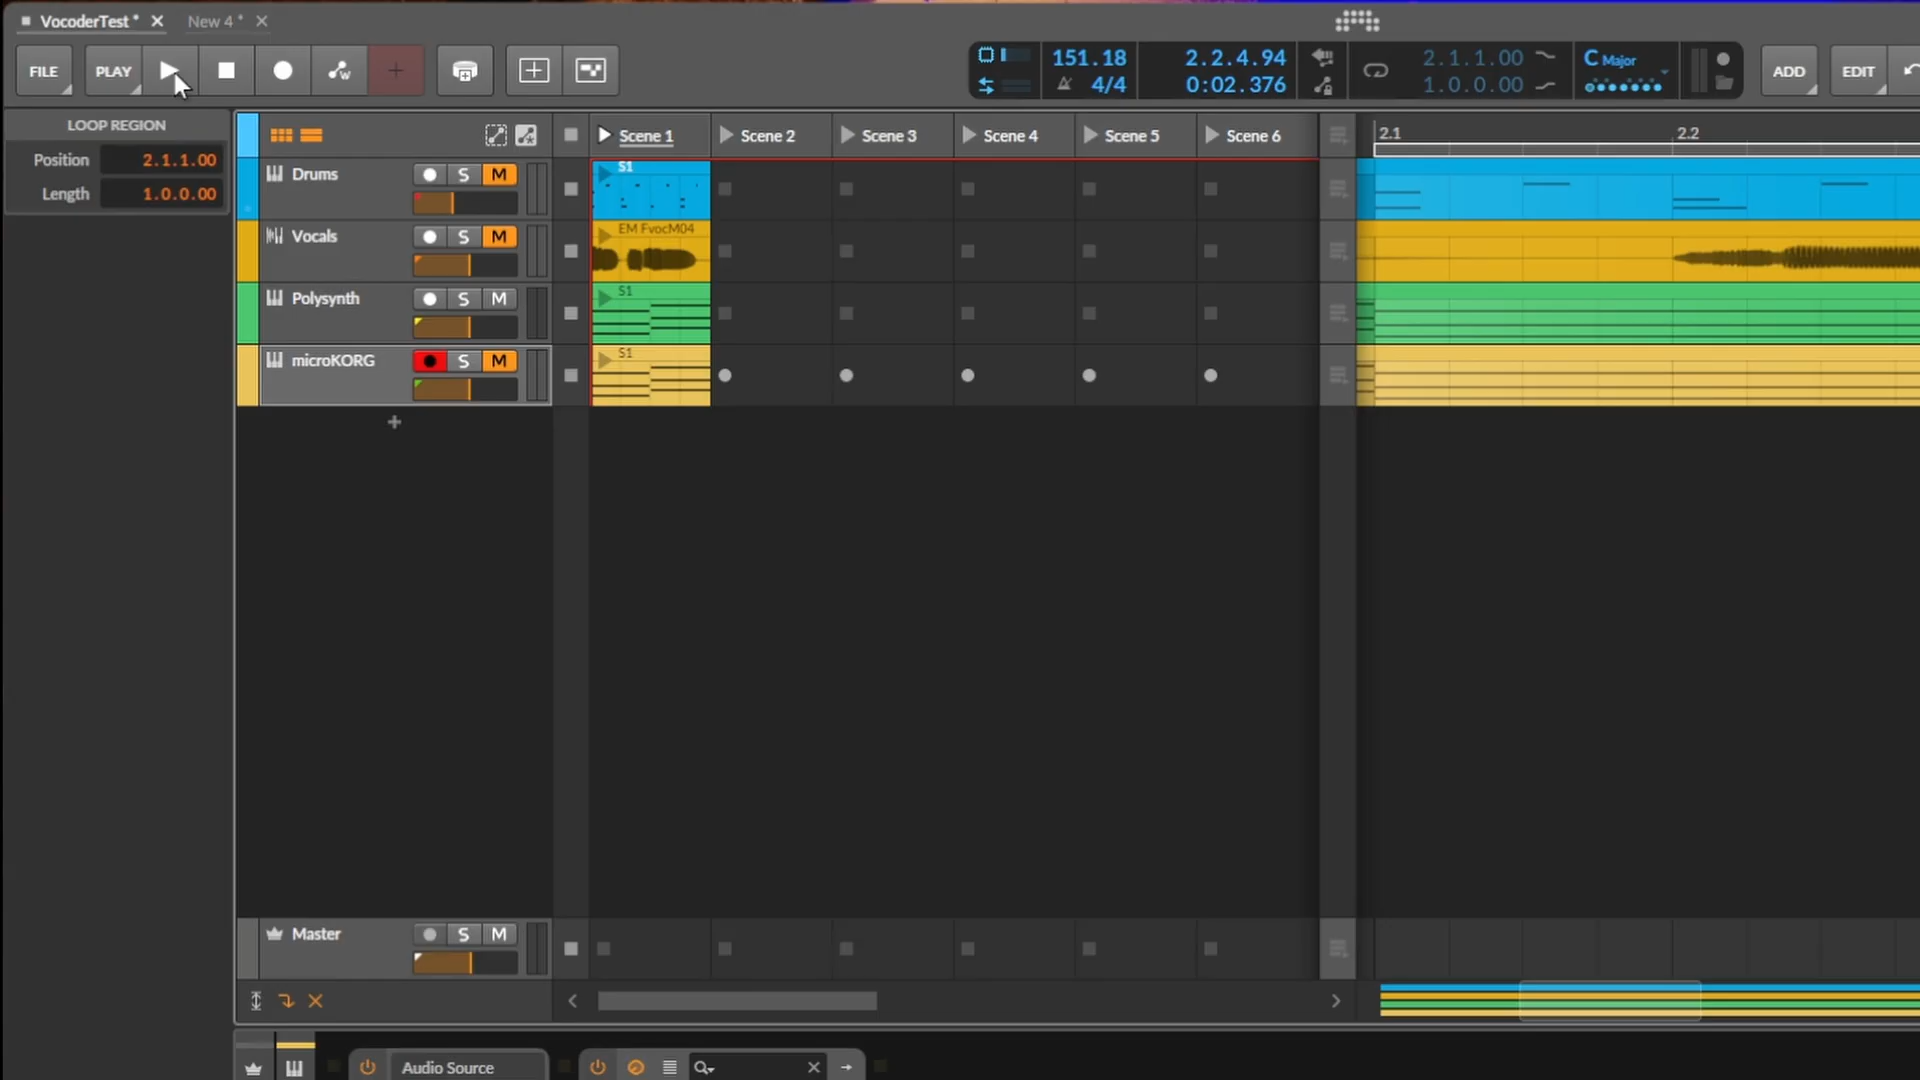 VocoderTest *
New 4 *
FILE
PLAY
151.18
4/4
2.2.4.94
0:02.376
2.1.1.00
1.0.0.00
C Major
ADD
EDIT
LOOP REGION
Position 2.1.1.00
Length 1.0.0.00
Scene 1
Scene 2
Scene 3
Scene 4
Scene 5
Scene 6
2.1
2.2
Drums
S M
S1
Vocals
S M
EM FvocM04
Polysynth
S M
S1
microKORG
S M
S1
Master
S M
Audio Source